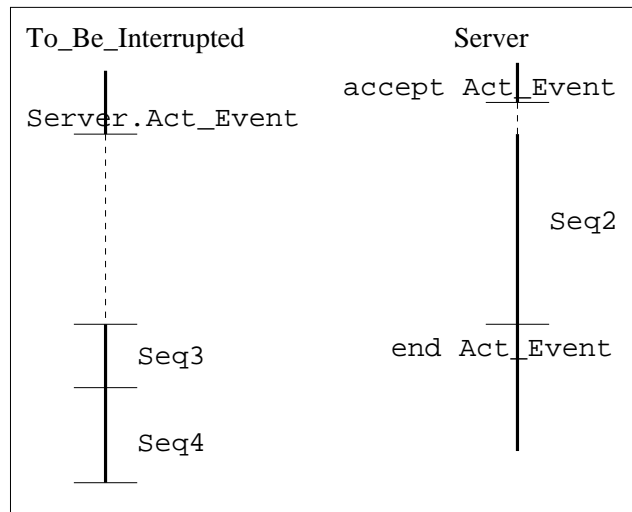 To_Be_Interrupted
Server
accept Act_Event
Server.Act_Event
Seq2
end Act_Event
Seq3
Seq4